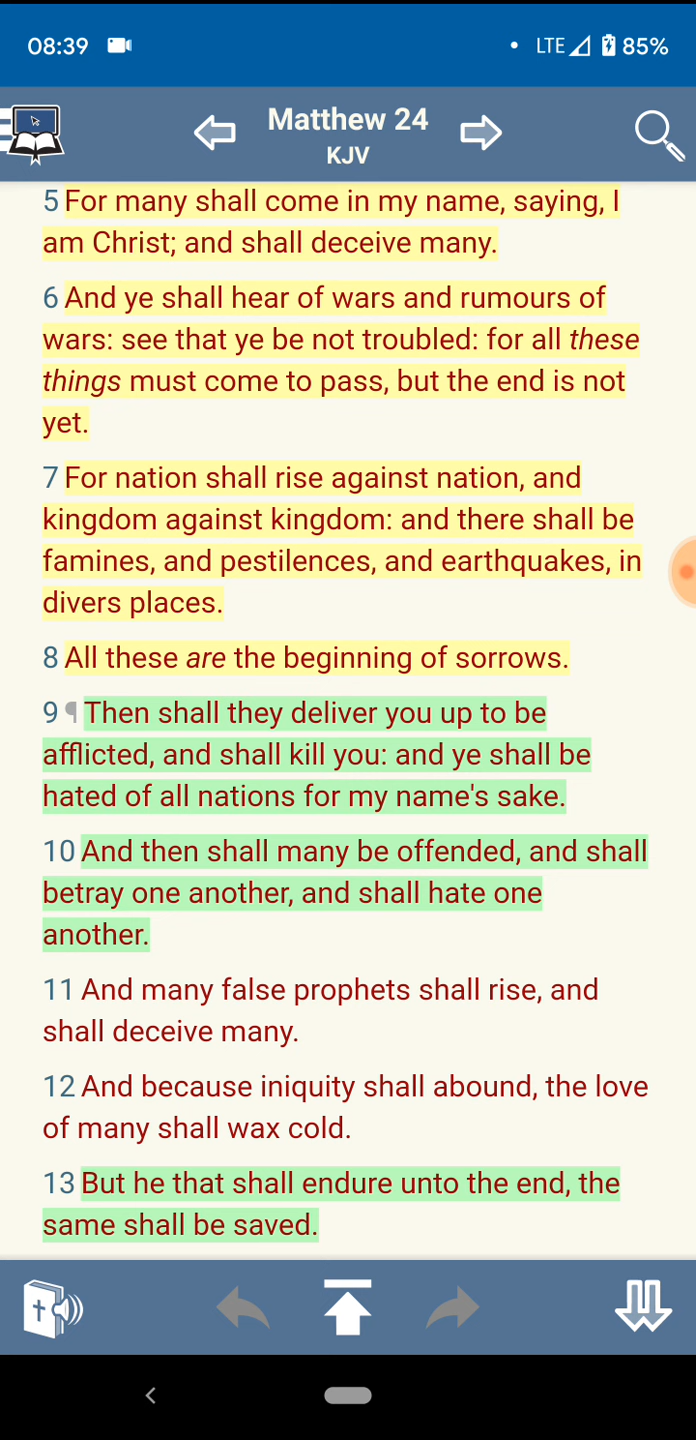 08:39
LTE
85%
Matthew 24
KJV
5 For many shall come in my name, saying, I
am Christ; and shall deceive many.
6 And ye shall hear of wars and rumours of
wars: see that ye be not troubled: for all these
things must come to pass, but the end is not
yet.
7 For nation shall rise against nation, and
kingdom against kingdom: and there shall be
famines, and pestilences, and earthquakes, in
divers places.
8 All these are the beginning of sorrows.
9 ¶ Then shall they deliver you up to be
afflicted, and shall kill you: and ye shall be
hated of all nations for my name's sake.
10 And then shall many be offended, and shall
betray one another, and shall hate one
another.
11 And many false prophets shall rise, and
shall deceive many.
12 And because iniquity shall abound, the love
of many shall wax cold.
13 But he that shall endure unto the end, the
same shall be saved.